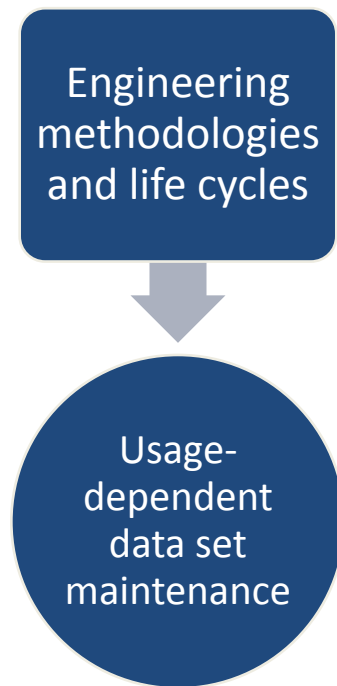 Engineering
methodologies
and life cycles
Usage-
dependent
data set
maintenance